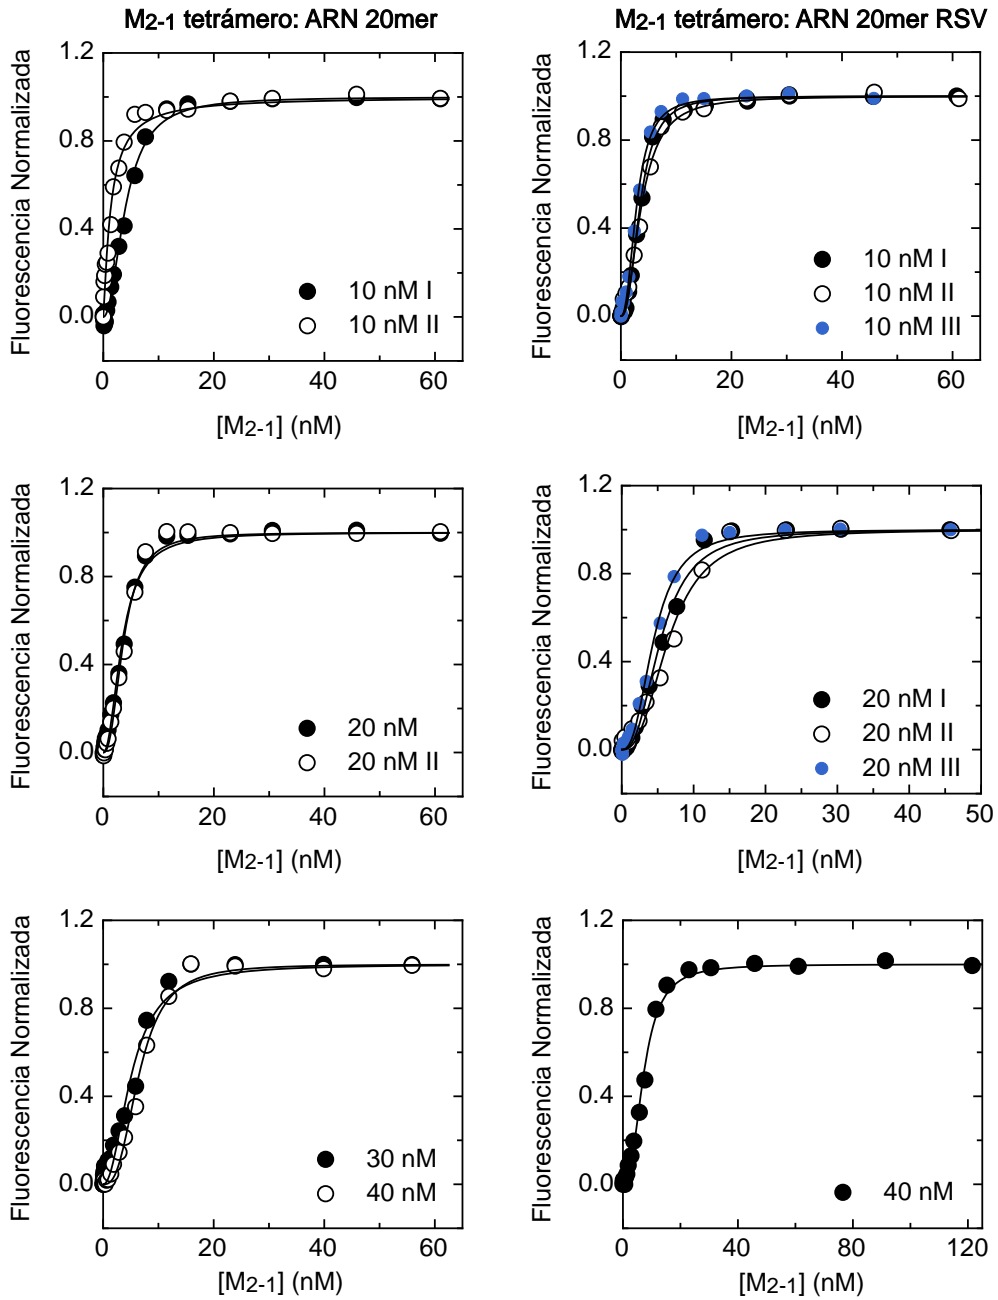 M2-1 tetrámero: ARN 20mer
Fluorescencia Normalizada
1.2
0.8
0.4
0.0
10 nM I
10 nM II
0 20 40 60
[M2-1] (nM)
M2-1 tetrámero: ARN 20mer RSV
Fluorescencia Normalizada
1.2
0.8
0.4
0.0
10 nM I
10 nM II
10 nM III
0 20 40 60
[M2-1] (nM)
Fluorescencia Normalizada
1.2
0.8
0.4
0.0
20 nM
20 nM II
0 20 40 60
[M2-1] (nM)
Fluorescencia Normalizada
1.2
0.8
0.4
0.0
20 nM I
20 nM II
20 nM III
0 10 20 30 40 50
[M2-1] (nM)
Fluorescencia Normalizada
1.2
0.8
0.4
0.0
30 nM
40 nM
0 20 40 60
[M2-1] (nM)
Fluorescencia Normalizada
1.2
0.8
0.4
0.0
40 nM
0 40 80 120
[M2-1] (nM)